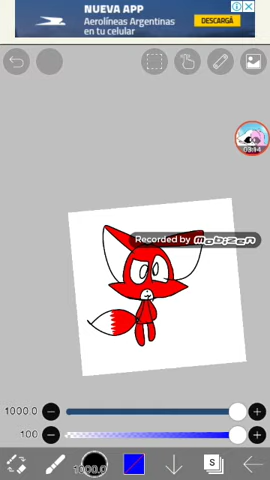 NUEVA APP
Aerolíneas Argentinas
en tu celular
DESCARGÁ
03:14
Recorded by mobizen
1000.0
100
1000.0
S